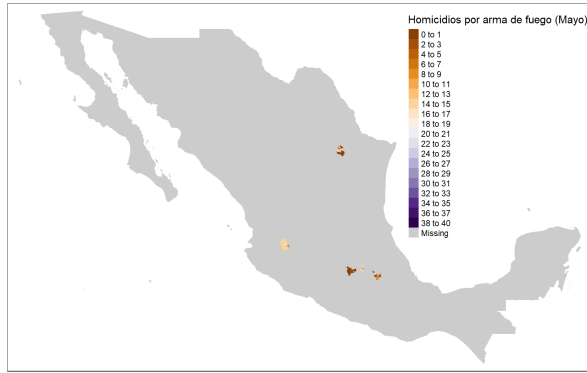 Homicidios por arma de fuego (Mayo)
0 to 1
2 to 3
4 to 5
6 to 7
8 to 9
10 to 11
12 to 13
14 to 15
16 to 17
18 to 19
20 to 21
22 to 23
24 to 25
26 to 27
28 to 29
30 to 31
32 to 33
34 to 35
36 to 37
38 to 40
Missing